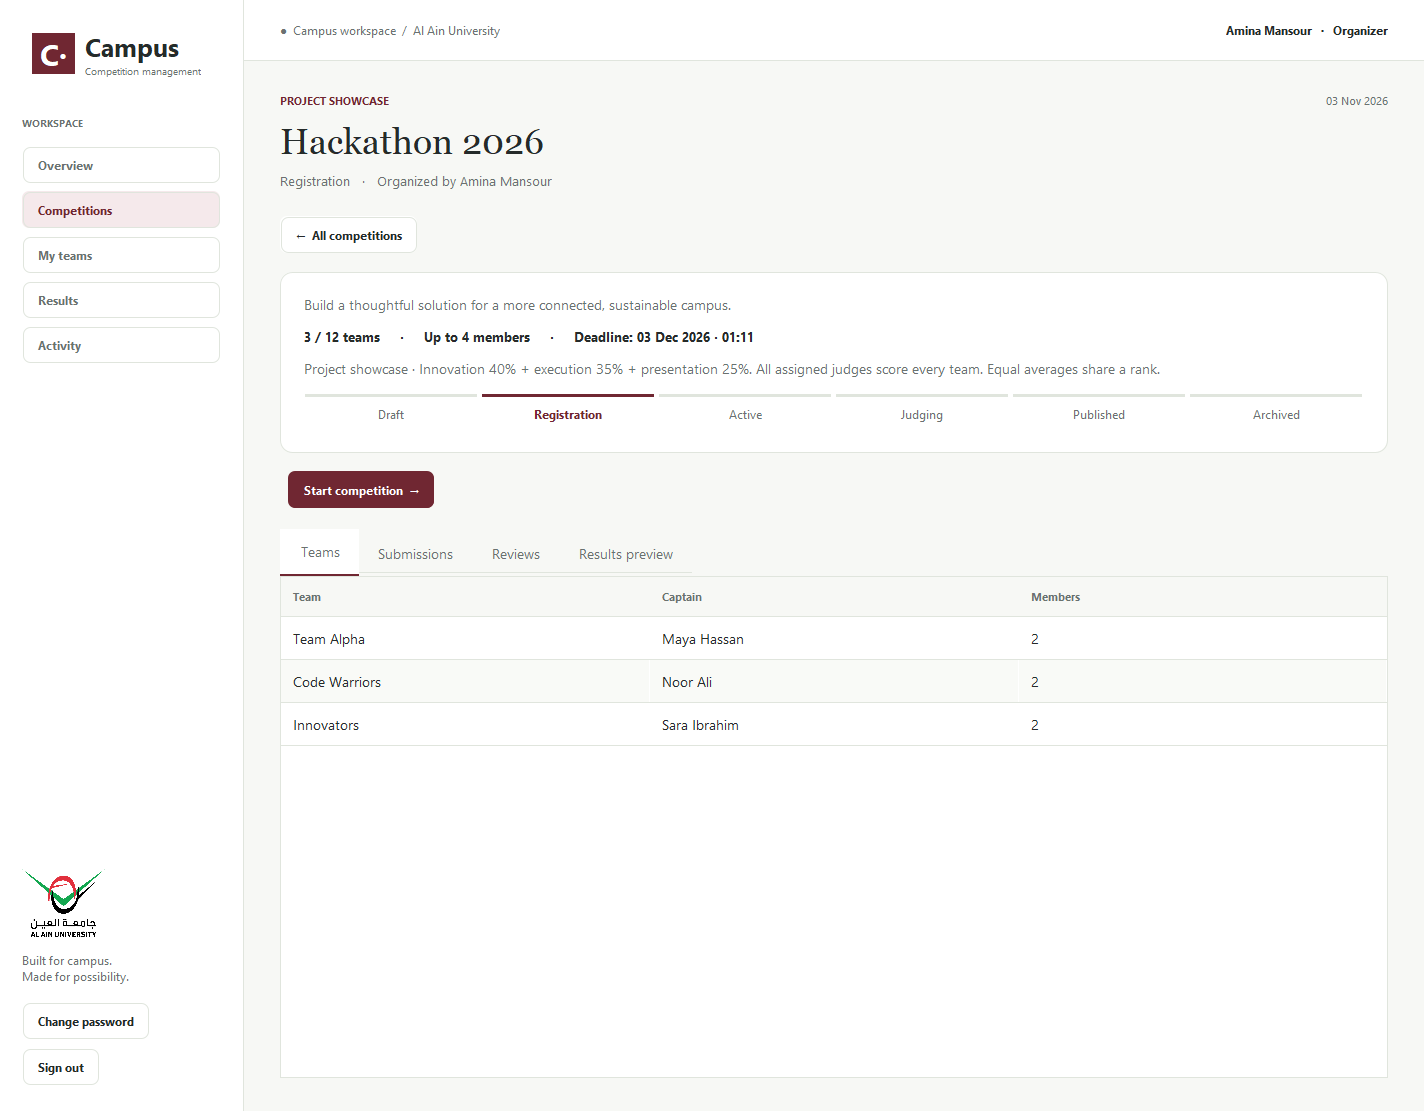 C·
Campus
Competition management
WORKSPACE
Overview
Competitions
My teams
Results
Activity
جامعة العين
AL AIN UNIVERSITY
Built for campus.
Made for possibility.
Change password
Sign out
● Campus workspace / Al Ain University
Amina Mansour · Organizer
PROJECT SHOWCASE
03 Nov 2026
Hackathon 2026
Registration · Organized by Amina Mansour
← All competitions
Build a thoughtful solution for a more connected, sustainable campus.
3 / 12 teams · Up to 4 members · Deadline: 03 Dec 2026 · 01:11
Project showcase · Innovation 40% + execution 35% + presentation 25%. All assigned judges score every team. Equal averages share a rank.
Draft Registration Active Judging Published Archived
Start competition →
Teams Submissions Reviews Results preview
Team Captain Members
Team Alpha Maya Hassan 2
Code Warriors Noor Ali 2
Innovators Sara Ibrahim 2